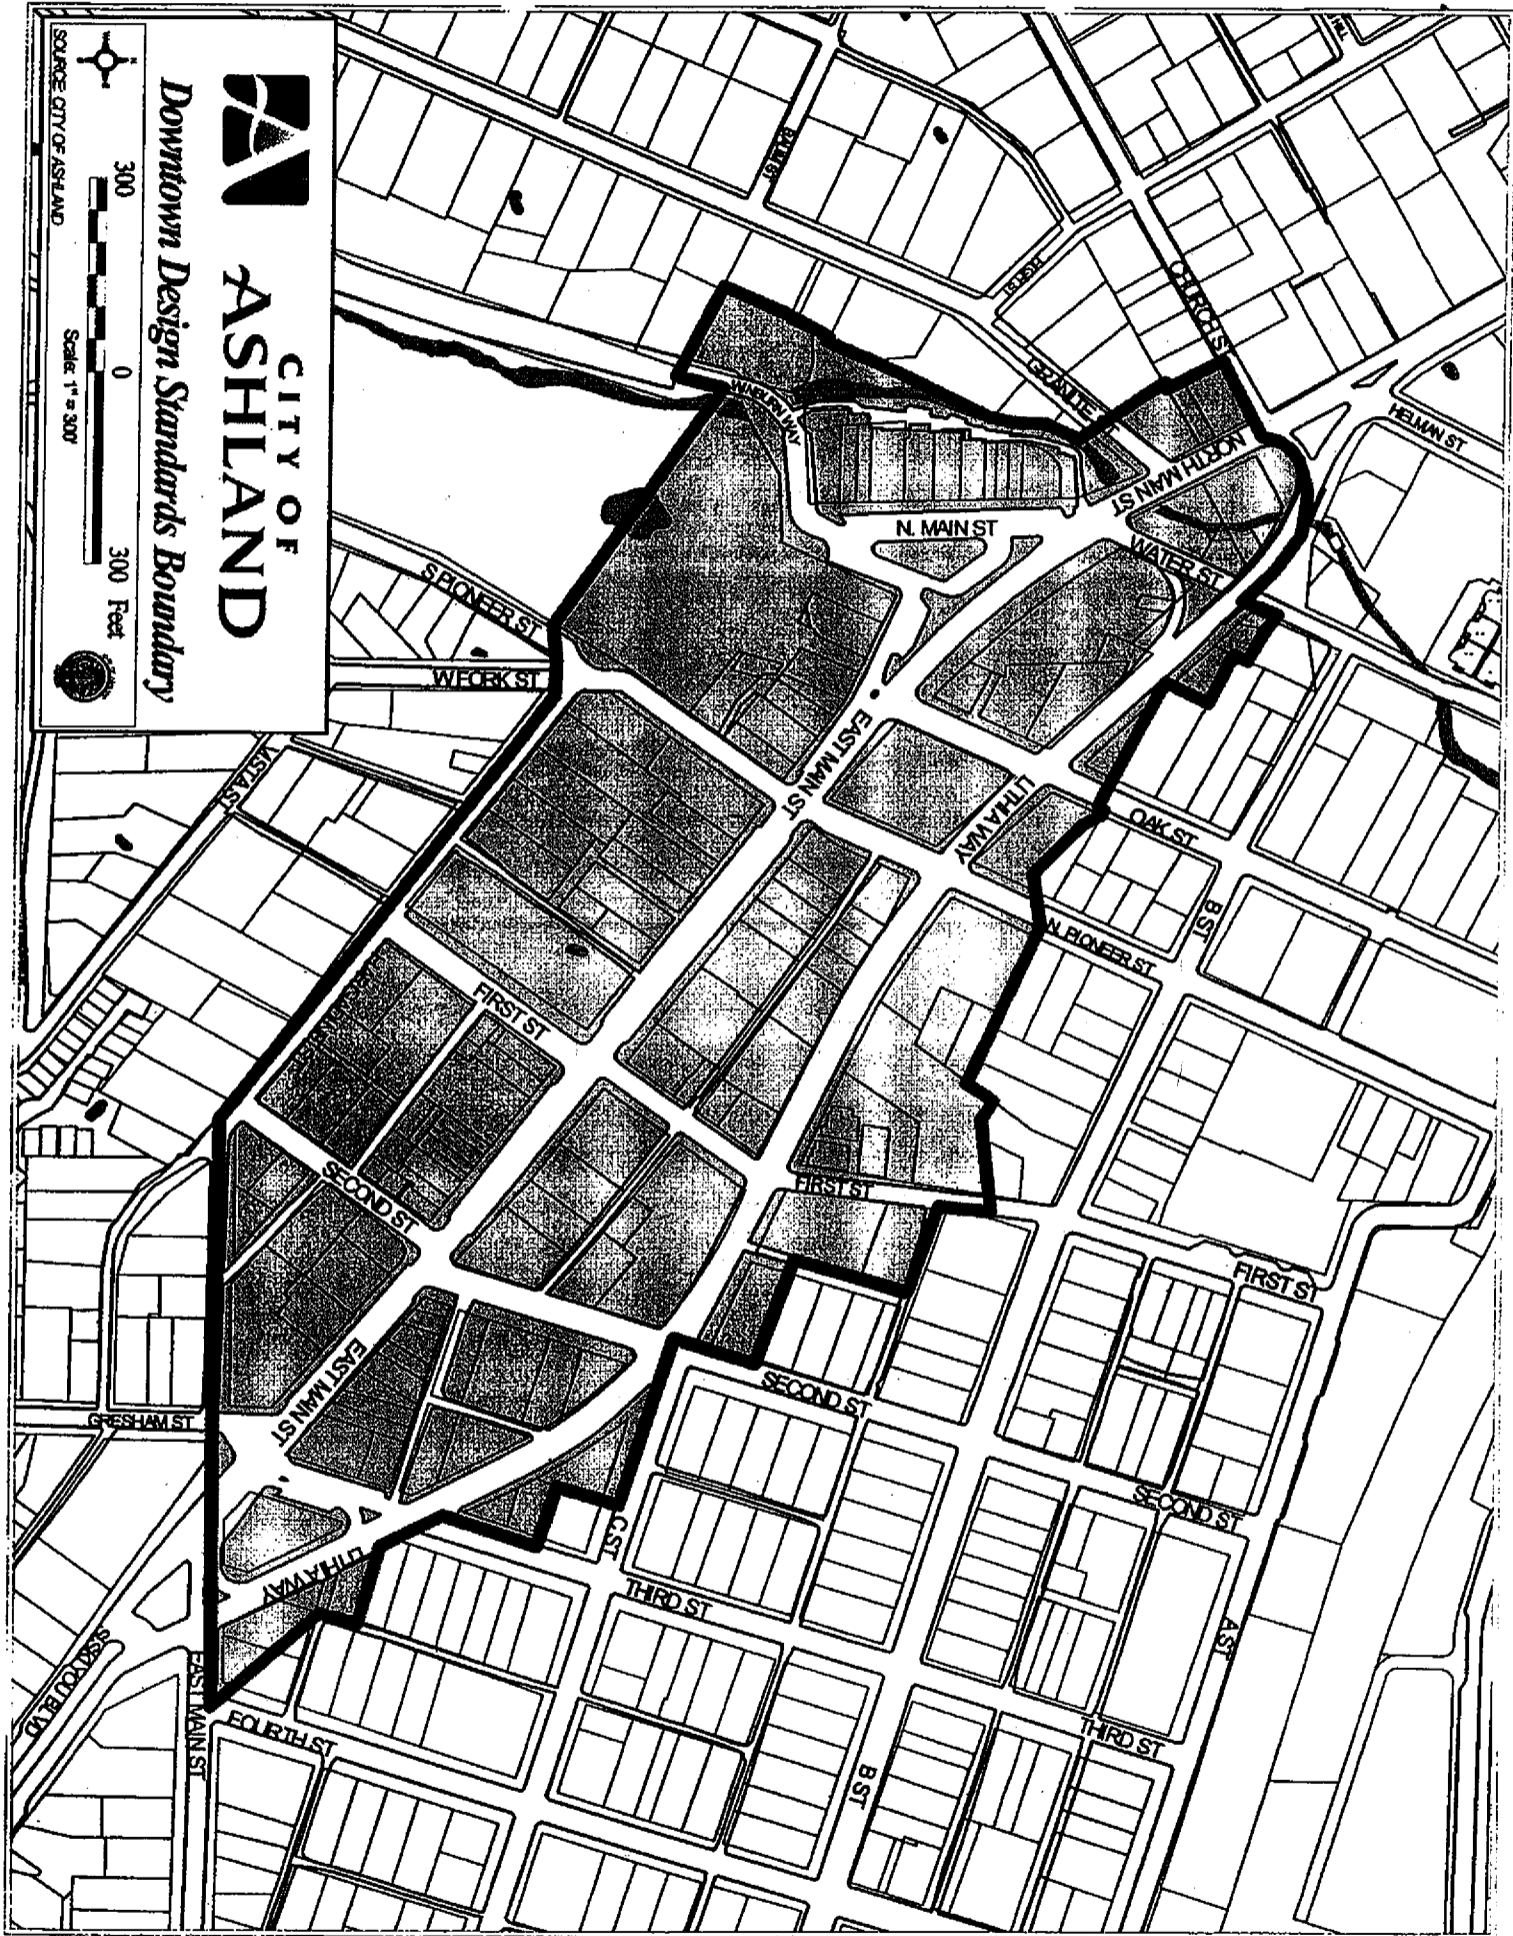 CITY OF
ASHLAND
Downtown Design Standards Boundary
300 0 300 Feet
Scale: 1" = 300'
SOURCE: CITY OF ASHLAND
BAUM ST
HIGH ST
CHURCH ST
GRANITE
HELMAN ST
NORTH MAIN ST
WINBURN WAY
N. MAIN ST
WATER ST
S PIONEER ST
W FORK ST
VISTA ST
EAST MAIN ST
LITHIA WAY
OAK ST
B ST
N. PIONEER ST
FIRST ST
FIRST ST
FIRST ST
SECOND ST
SECOND ST
SECOND ST
EAST MAIN ST
GRESHAM ST
LITHIA WAY
C ST
THIRD ST
THIRD ST
A ST
B ST
SISKIYOU BLVD
EAST MAIN ST
FOURTH ST